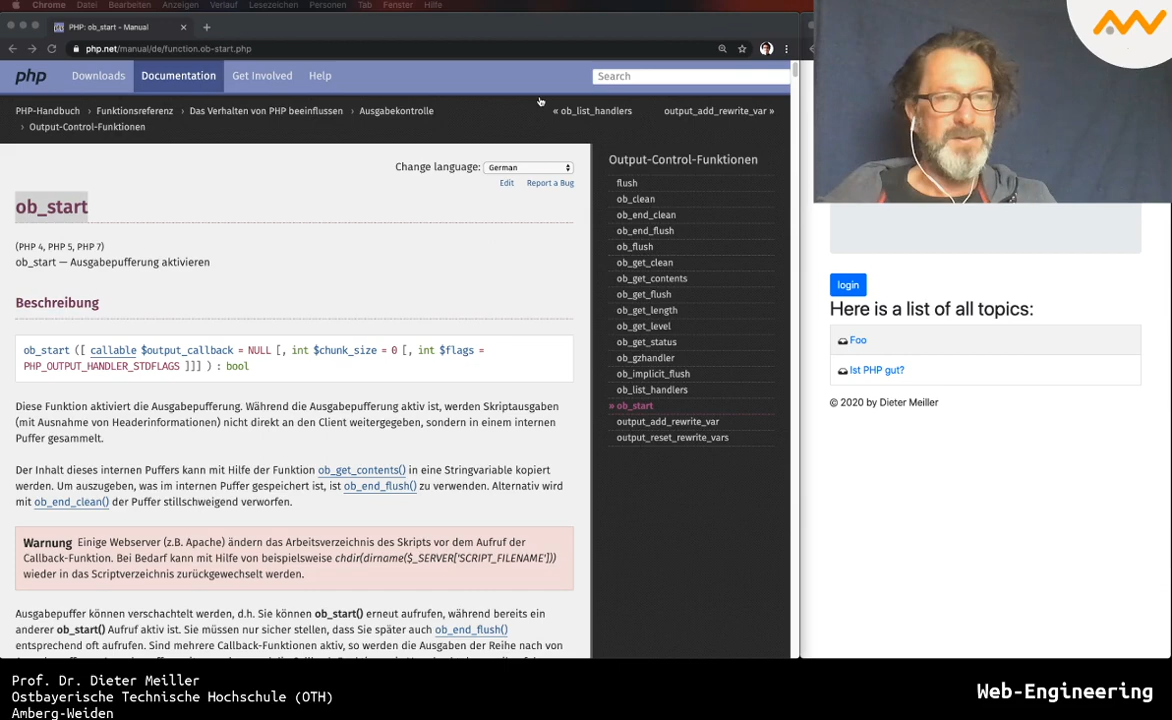 Chrome Datei Bearbeiten Anzeigen Verlauf Lesezeichen Personen Tab Fenster Hilfe
PHP: ob_start - Manual
php.net/manual/de/function.ob-start.php
php Downloads Documentation Get Involved Help Search
PHP-Handbuch › Funktionsreferenz › Das Verhalten von PHP beeinflussen › Ausgabekontrolle « ob_list_handlers output_add_rewrite_var »
› Output-Control-Funktionen
Change language: German
Edit Report a Bug
ob_start
(PHP 4, PHP 5, PHP 7)
ob_start — Ausgabepufferung aktivieren
Beschreibung
ob_start ([ callable $output_callback = NULL [, int $chunk_size = 0 [, int $flags =
PHP_OUTPUT_HANDLER_STDFLAGS ]]] ) : bool
Diese Funktion aktiviert die Ausgabepufferung. Während die Ausgabepufferung aktiv ist, werden Skriptausgaben
(mit Ausnahme von Headerinformationen) nicht direkt an den Client weitergegeben, sondern in einem internen
Puffer gesammelt.
Der Inhalt dieses internen Puffers kann mit Hilfe der Funktion ob_get_contents() in eine Stringvariable kopiert
werden. Um auszugeben, was im internen Puffer gespeichert ist, ist ob_end_flush() zu verwenden. Alternativ wird
mit ob_end_clean() der Puffer stillschweigend verworfen.
Warnung Einige Webserver (z.B. Apache) ändern das Arbeitsverzeichnis des Skripts vor dem Aufruf der
Callback-Funktion. Bei Bedarf kann mit Hilfe von beispielsweise chdir(dirname($_SERVER['SCRIPT_FILENAME']))
wieder in das Scriptverzeichnis zurückgewechselt werden.
Ausgabepuffer können verschachtelt werden, d.h. Sie können ob_start() erneut aufrufen, während bereits ein
anderer ob_start() Aufruf aktiv ist. Sie müssen nur sicher stellen, dass Sie später auch ob_end_flush()
entsprechend oft aufrufen. Sind mehrere Callback-Funktionen aktiv, so werden die Ausgaben der Reihe nach von
Output-Control-Funktionen
flush
ob_clean
ob_end_clean
ob_end_flush
ob_flush
ob_get_clean
ob_get_contents
ob_get_flush
ob_get_length
ob_get_level
ob_get_status
ob_gzhandler
ob_implicit_flush
ob_list_handlers
» ob_start
output_add_rewrite_var
output_reset_rewrite_vars
login
Here is a list of all topics:
Foo
Ist PHP gut?
© 2020 by Dieter Meiller
Prof. Dr. Dieter Meiller
Ostbayerische Technische Hochschule (OTH)
Amberg-Weiden
Web-Engineering